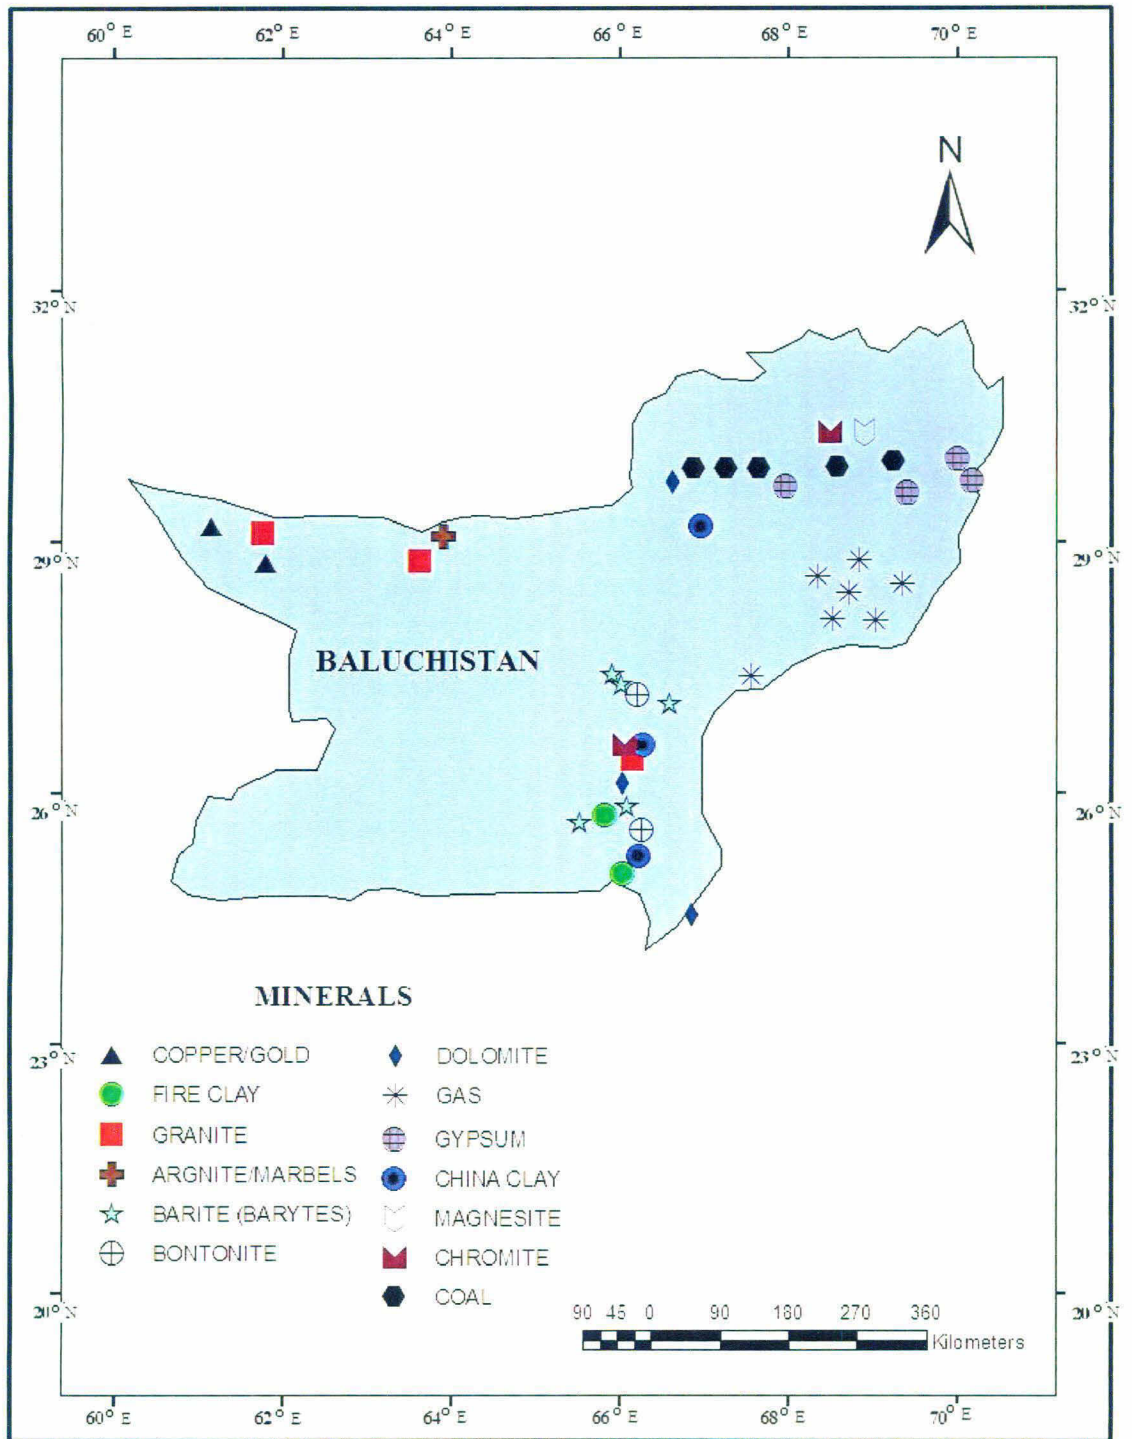 60° E 62° E 64° E 66° E 68° E 70° E
N
32° N 32° N
29° N 29° N
BALUCHISTAN
26° N 26° N
MINERALS
23° N 23° N
COPPER/GOLD
FIRE CLAY
GRANITE
ARGNITE/MARBELS
BARITE (BARYTES)
BONTONITE
DOLOMITE
GAS
GYPSUM
CHINA CLAY
MAGNESITE
CHROMITE
COAL
20° N 20° N
90 45 0 90 180 270 360
Kilometers
60° E 62° E 64° E 66° E 68° E 70° E